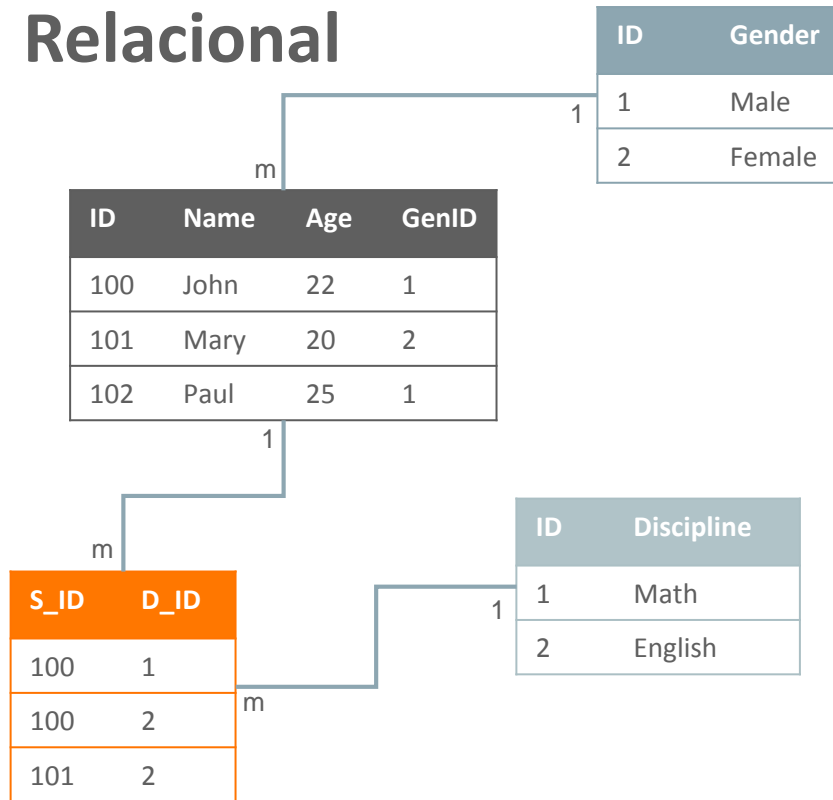 Relacional
ID Gender
1 Male
2 Female
1
m
ID Name Age GenID
100 John 22 1
101 Mary 20 2
102 Paul 25 1
1
m
ID Discipline
1 Math
2 English
1
m
S_ID D_ID
100 1
100 2
101 2